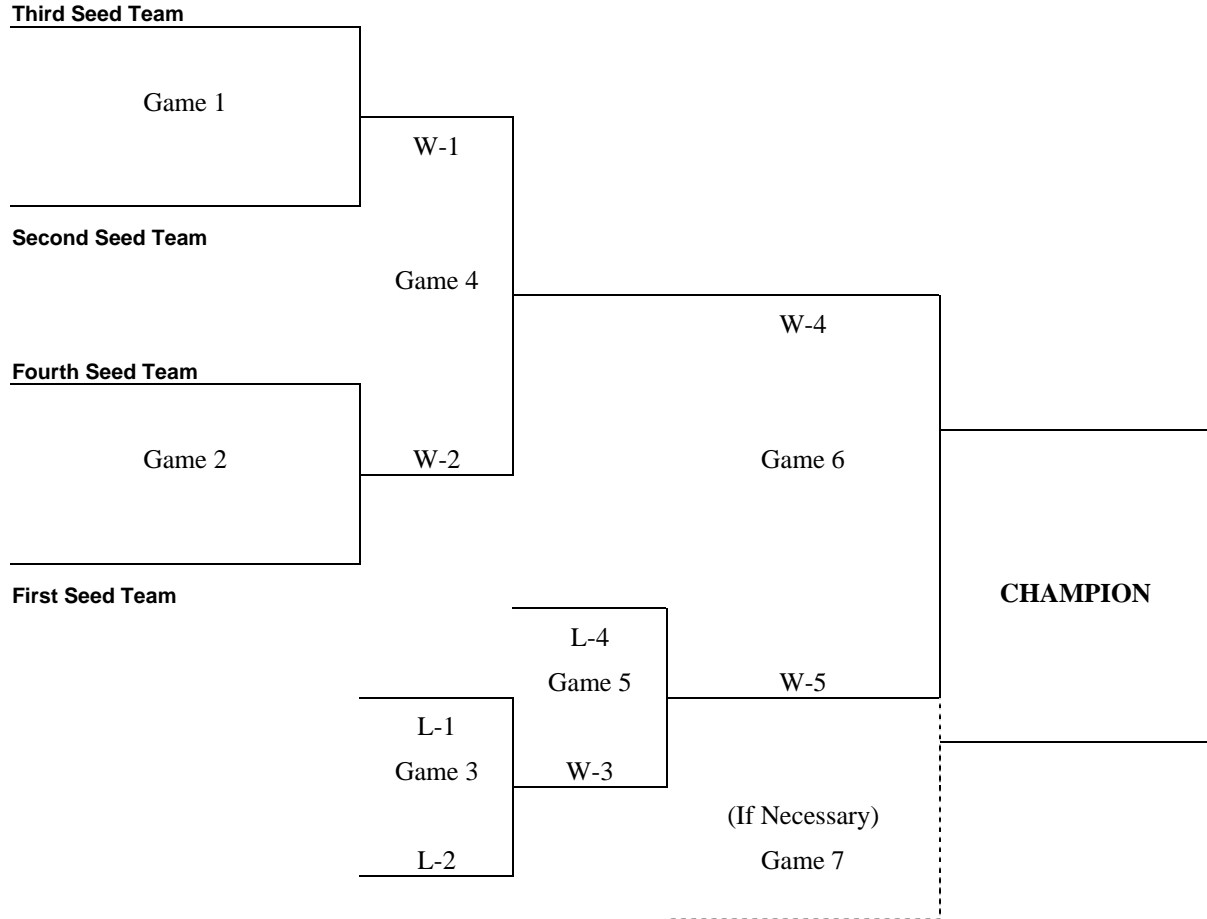 Third Seed Team
Game 1
W-1
Second Seed Team
Game 4
W-4
Fourth Seed Team
Game 2
W-2
Game 6
First Seed Team
CHAMPION
L-4
Game 5
W-5
L-1
Game 3
W-3
(If Necessary)
L-2
Game 7